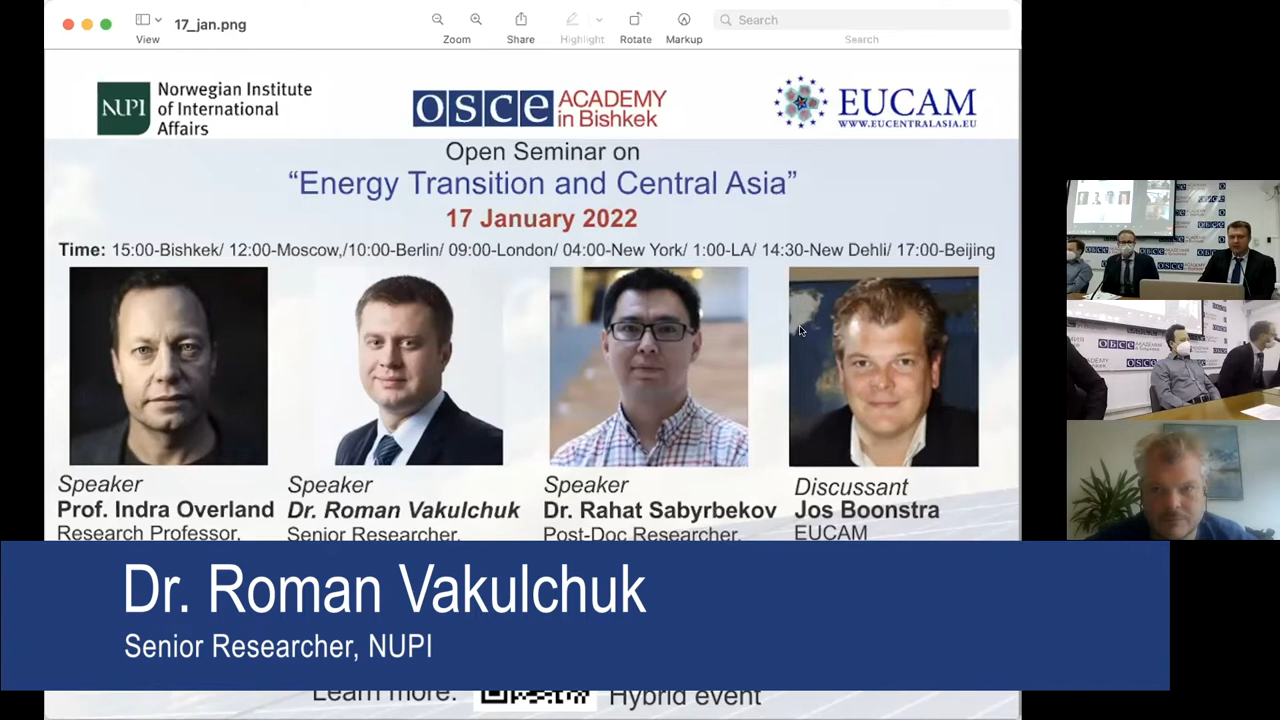 17_jan.png
View
Zoom
Share
Highlight
Rotate
Markup
Search
Search
NUPI
Norwegian Institute
of International
Affairs
OSCE ACADEMY
in Bishkek
EUCAM
WWW.EUCENTRALASIA.EU
Open Seminar on
“Energy Transition and Central Asia”
17 January 2022
Time: 15:00-Bishkek/ 12:00-Moscow,/10:00-Berlin/ 09:00-London/ 04:00-New York/ 1:00-LA/ 14:30-New Dehli/ 17:00-Beijing
Speaker
Prof. Indra Overland
Research Professor,
Speaker
Dr. Roman Vakulchuk
Senior Researcher,
Speaker
Dr. Rahat Sabyrbekov
Post-Doc Researcher,
Discussant
Jos Boonstra
EUCAM
Dr. Roman Vakulchuk
Senior Researcher, NUPI
Learn more:
Hybrid event